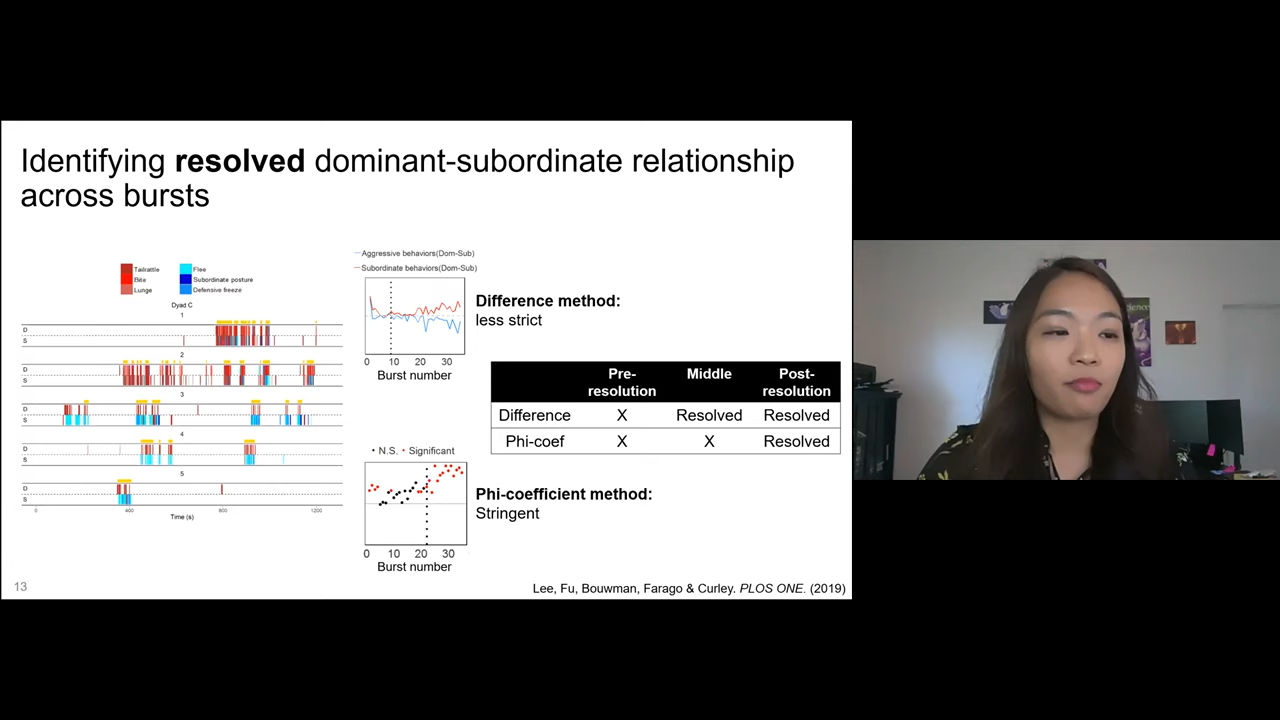 Identifying resolved dominant-subordinate relationship
across bursts
Tailrattle
Bite
Lunge
Flee
Subordinate posture
Defensive freeze
Dyad C
1
D
S
2
D
S
3
D
S
4
D
S
5
D
S
0 400 800 1200
Time (s)
Aggressive behaviors(Dom-Sub)
Subordinate behaviors(Dom-Sub)
0 10 20 30
Burst number
Difference method:
less strict
Pre-resolution Middle Post-resolution
Difference X Resolved Resolved
Phi-coef X X Resolved
N.S. Significant
0 10 20 30
Burst number
Phi-coefficient method:
Stringent
13
Lee, Fu, Bouwman, Farago & Curley. PLOS ONE. (2019)